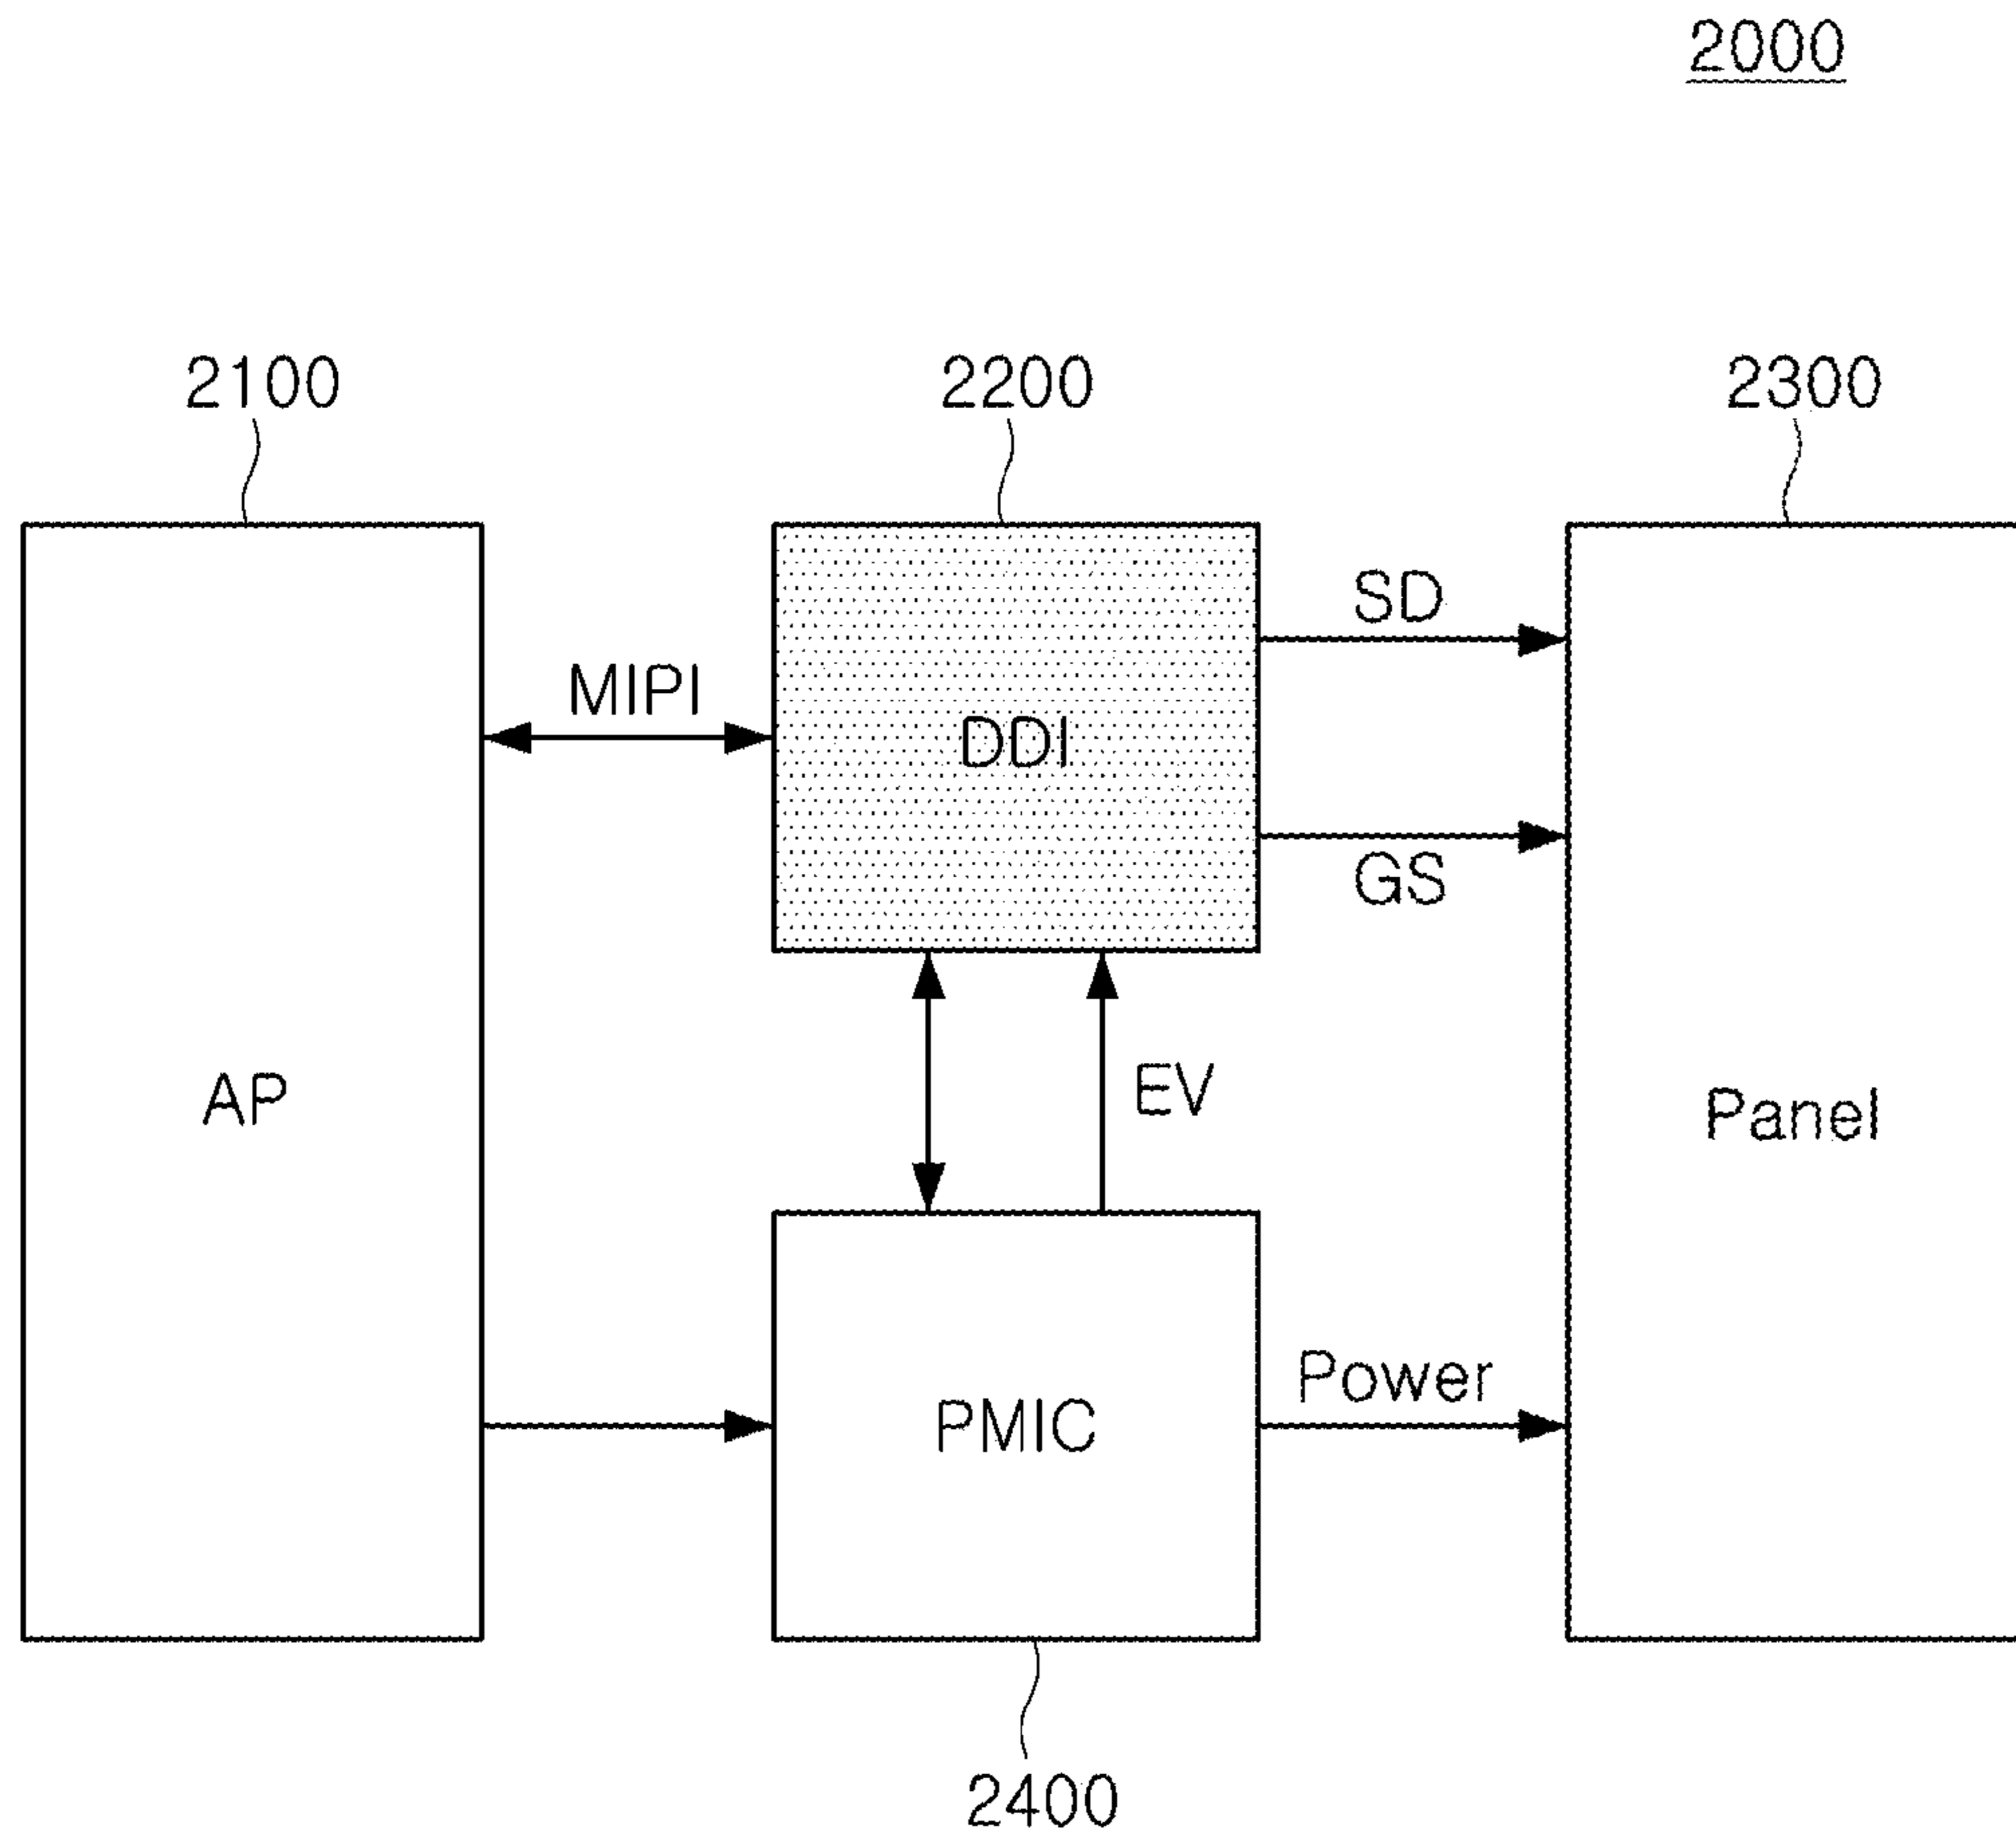 2000
2100
2200
2300
SD
MIPI
DDI
GS
EV
AP
Panel
Power
PMIC
2400